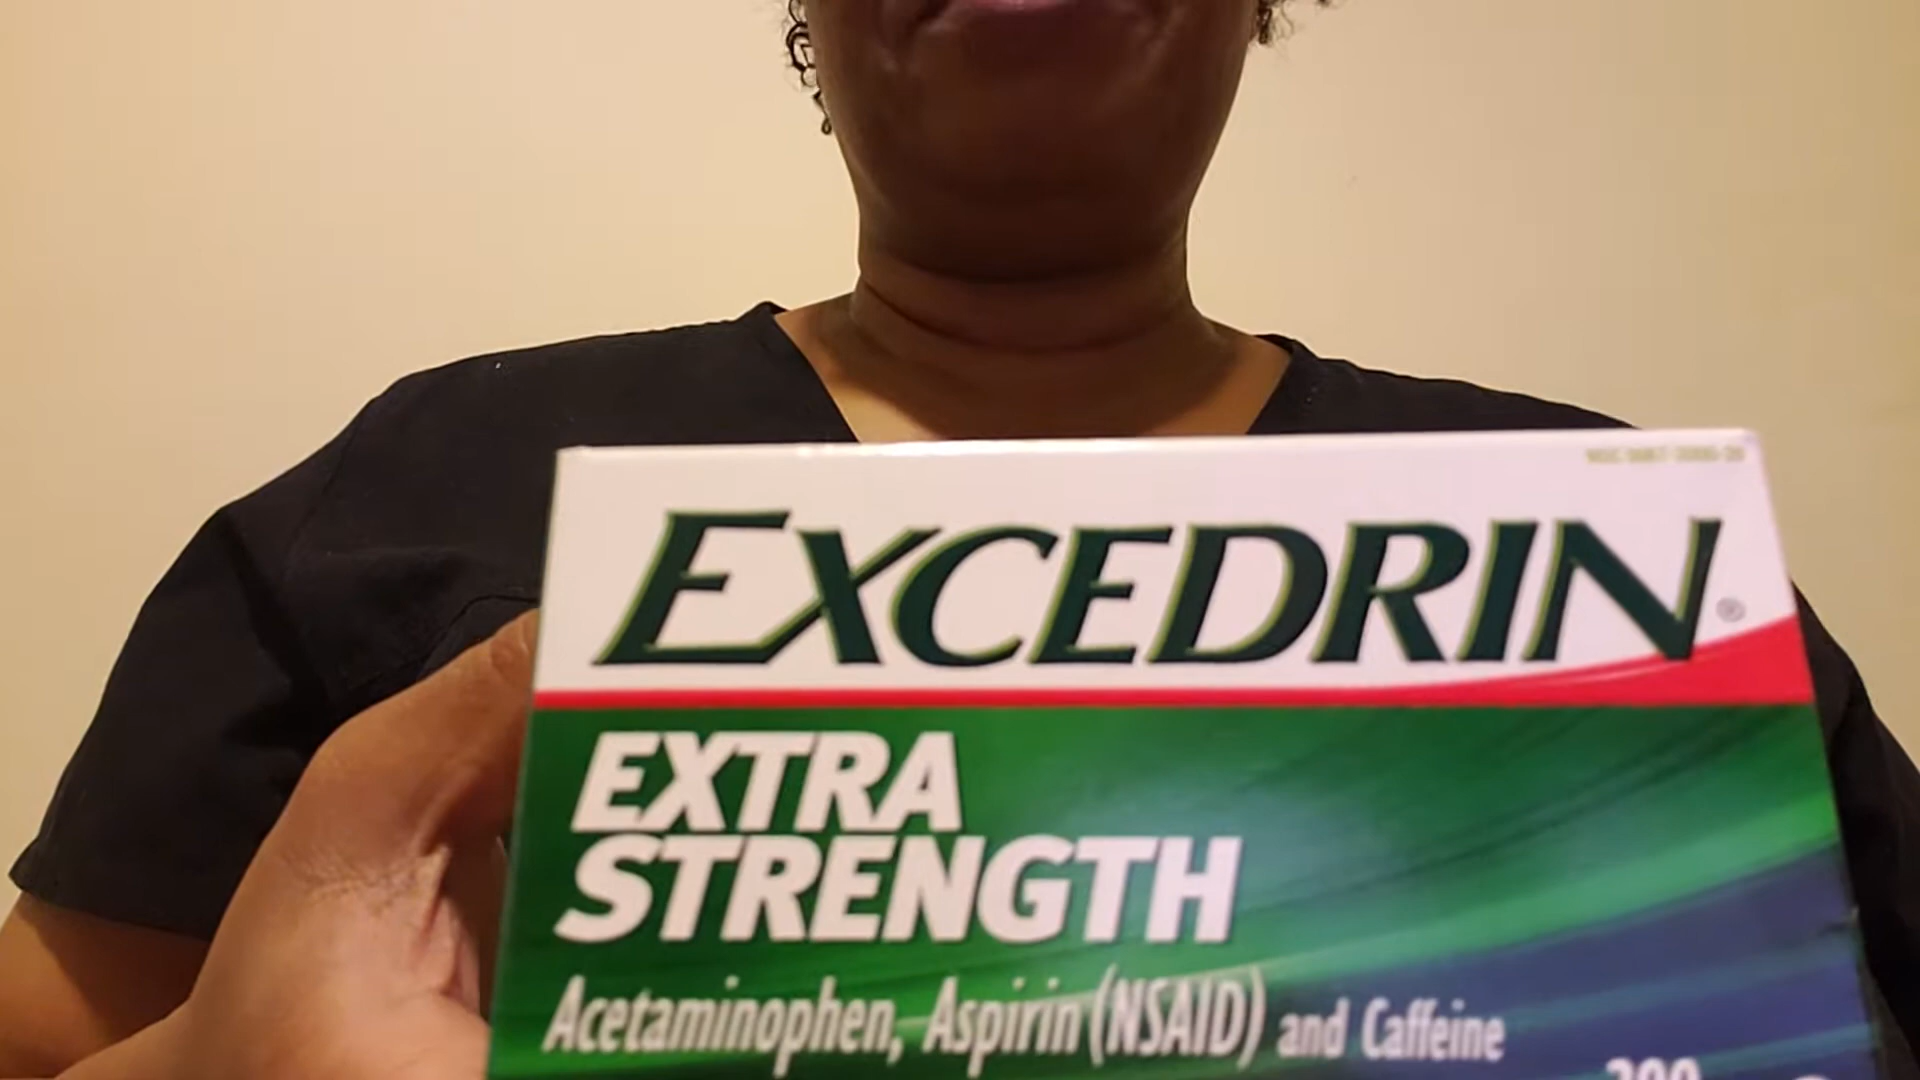 EXCEDRIN®
EXTRA
STRENGTH
Acetaminophen, Aspirin (NSAID) and Caffeine